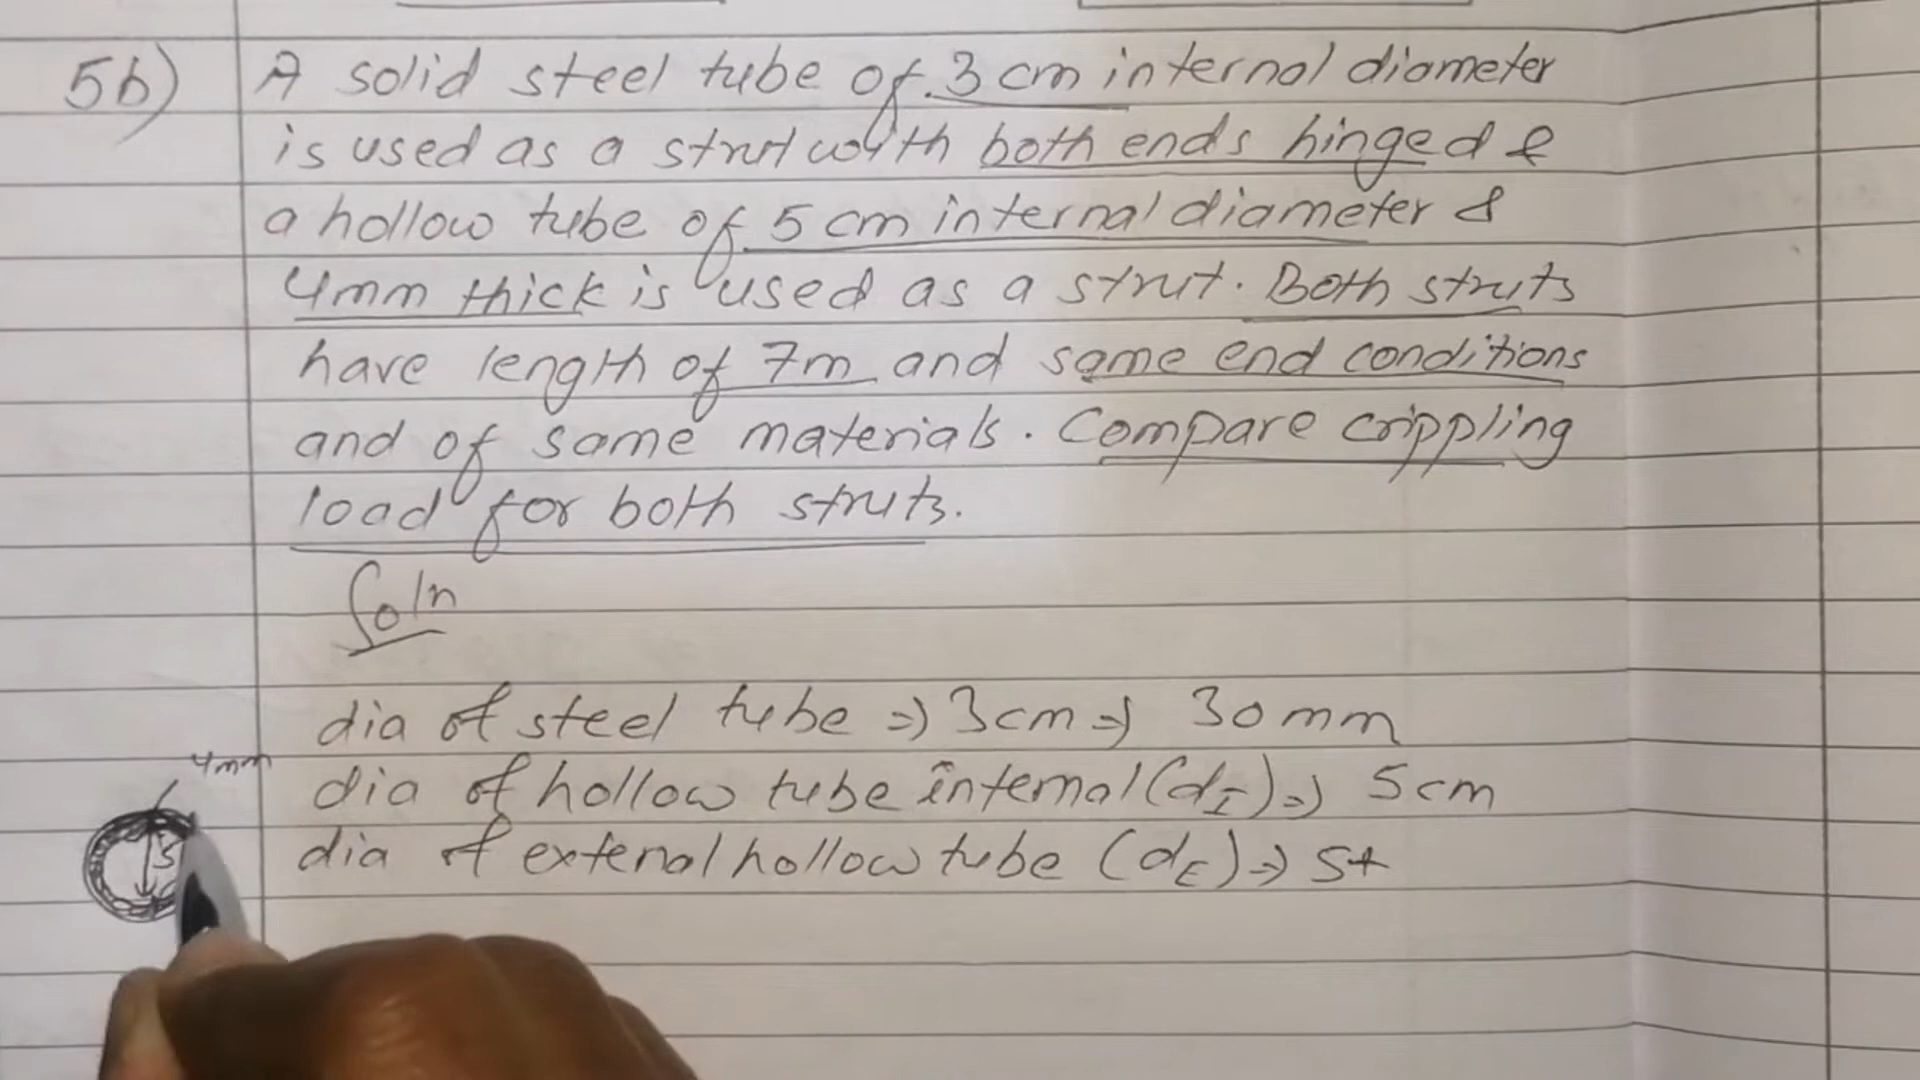 5b) A solid steel tube of 3 cm internal diameter
is used as a strut with both ends hinged &
a hollow tube of 5 cm internal diameter &
4mm thick is used as a strut. Both struts
have length of 7m and same end conditions
and of same materials. Compare crippling
load for both struts.
Soln
dia of steel tube ⇒ 3cm ⇒ 30mm
4mm
dia of hollow tube internal (dI) ⇒ 5cm
5
dia of external hollow tube (dE) ⇒ 5+